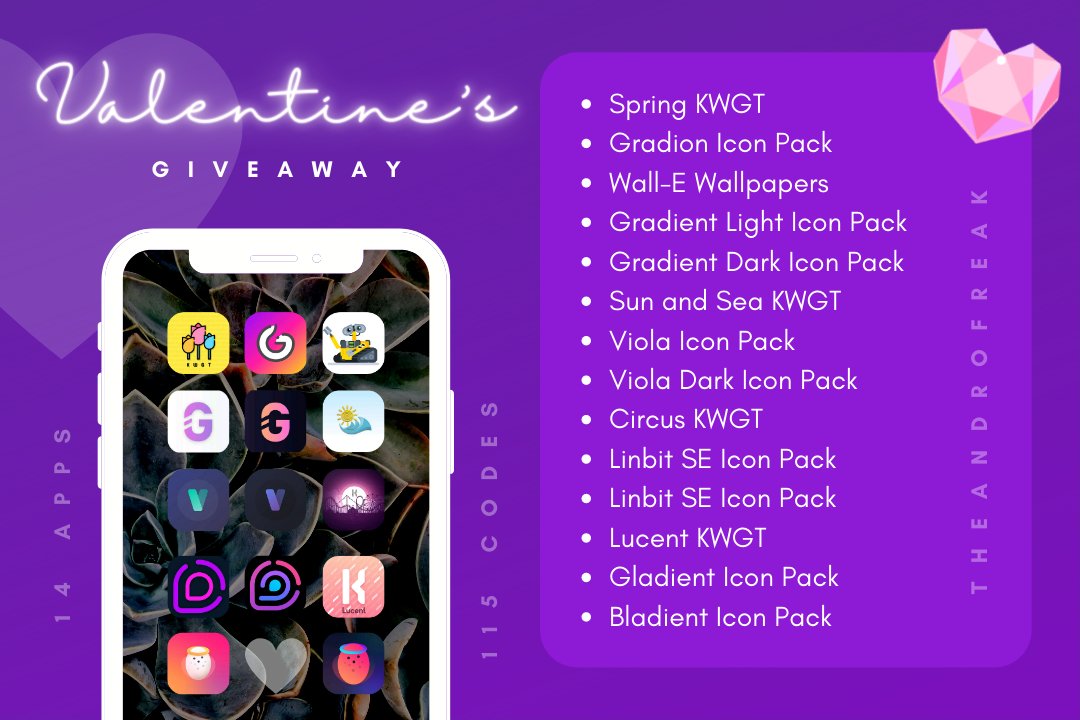 Valentine's
GIVEAWAY
• Spring KWGT
• Gradion Icon Pack
• Wall-E Wallpapers
• Gradient Light Icon Pack
• Gradient Dark Icon Pack
• Sun and Sea KWGT
• Viola Icon Pack
• Viola Dark Icon Pack
• Circus KWGT
• Linbit SE Icon Pack
• Linbit SE Icon Pack
• Lucent KWGT
• Gladient Icon Pack
• Bladient Icon Pack
THEANDROFREAK
114 APPS
115 CODES
KWGT
G
G
G
V
V
K
K
Lucent